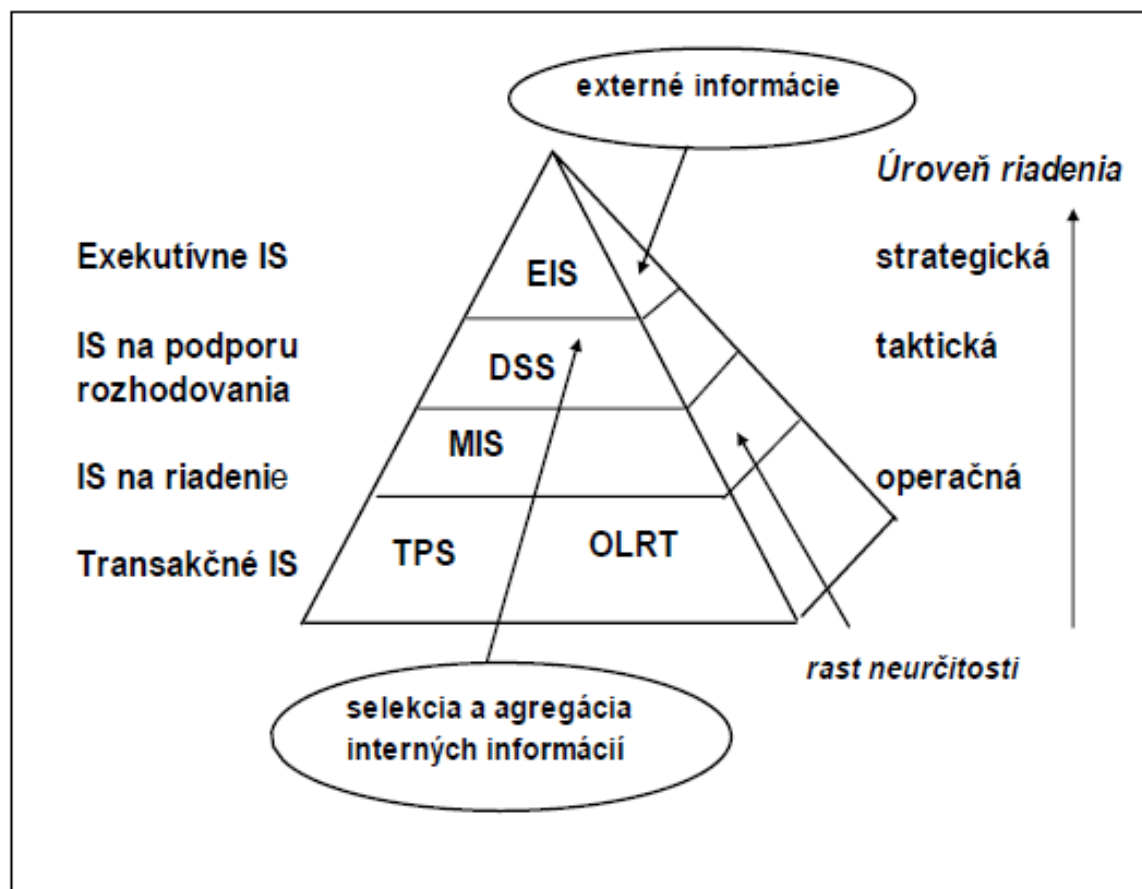 externé informácie
Úroveň riadenia
Exekutívne IS
EIS
strategická
IS na podporu
rozhodovania
DSS
taktická
MIS
IS na riadenie
operačná
Transakčné IS
TPS
OLRT
rast neurčitosti
selekcia a agregácia
interných informácií